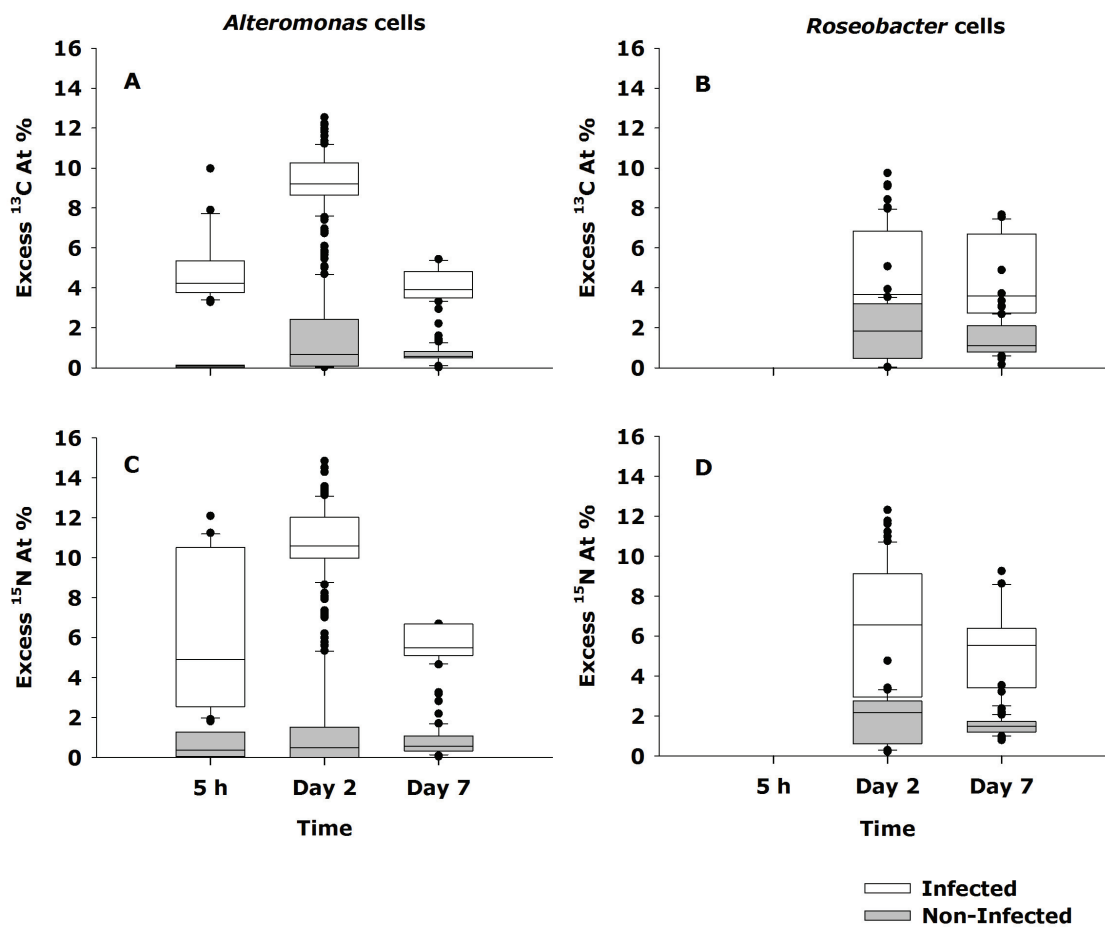 Alteromonas cells
Roseobacter cells
A
16
14
12
10
8
6
4
2
0
Excess ¹³C At %
B
16
14
12
10
8
6
4
2
0
Excess ¹³C At %
C
16
14
12
10
8
6
4
2
0
Excess ¹⁵N At %
5 h Day 2 Day 7
Time
D
16
14
12
10
8
6
4
2
0
Excess ¹⁵N At %
5 h Day 2 Day 7
Time
Infected
Non-Infected